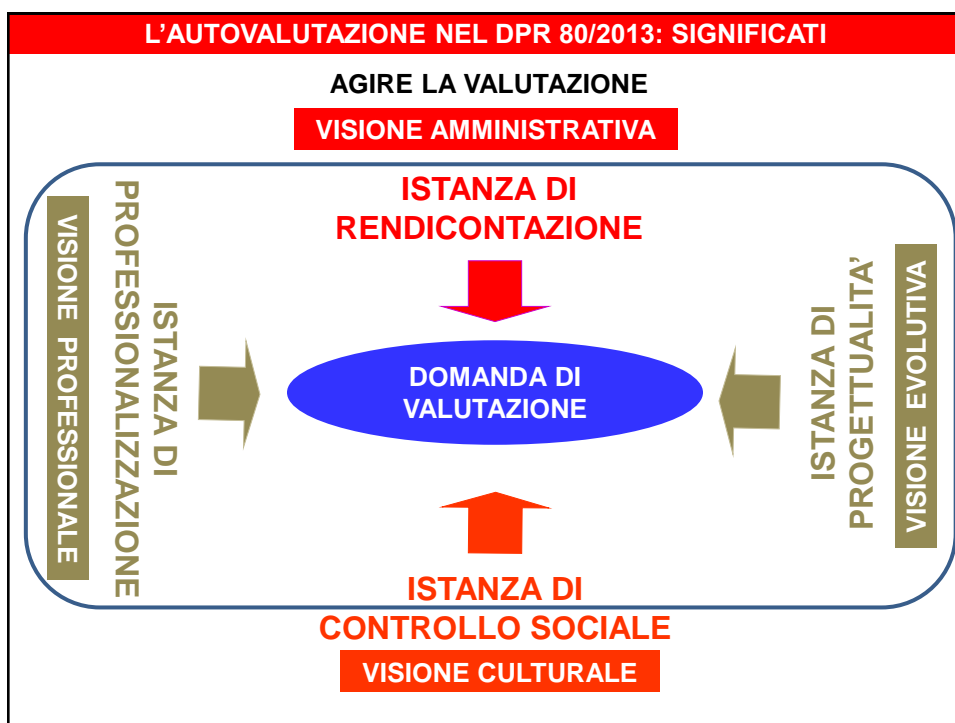 L’AUTOVALUTAZIONE NEL DPR 80/2013: SIGNIFICATI
AGIRE LA VALUTAZIONE
VISIONE AMMINISTRATIVA
ISTANZA DI
RENDICONTAZIONE
VISIONE PROFESSIONALE
ISTANZA DI
PROFESSIONALIZZAZIONE
DOMANDA DI
VALUTAZIONE
ISTANZA DI
PROGETTUALITA’
VISIONE EVOLUTIVA
ISTANZA DI
CONTROLLO SOCIALE
VISIONE CULTURALE